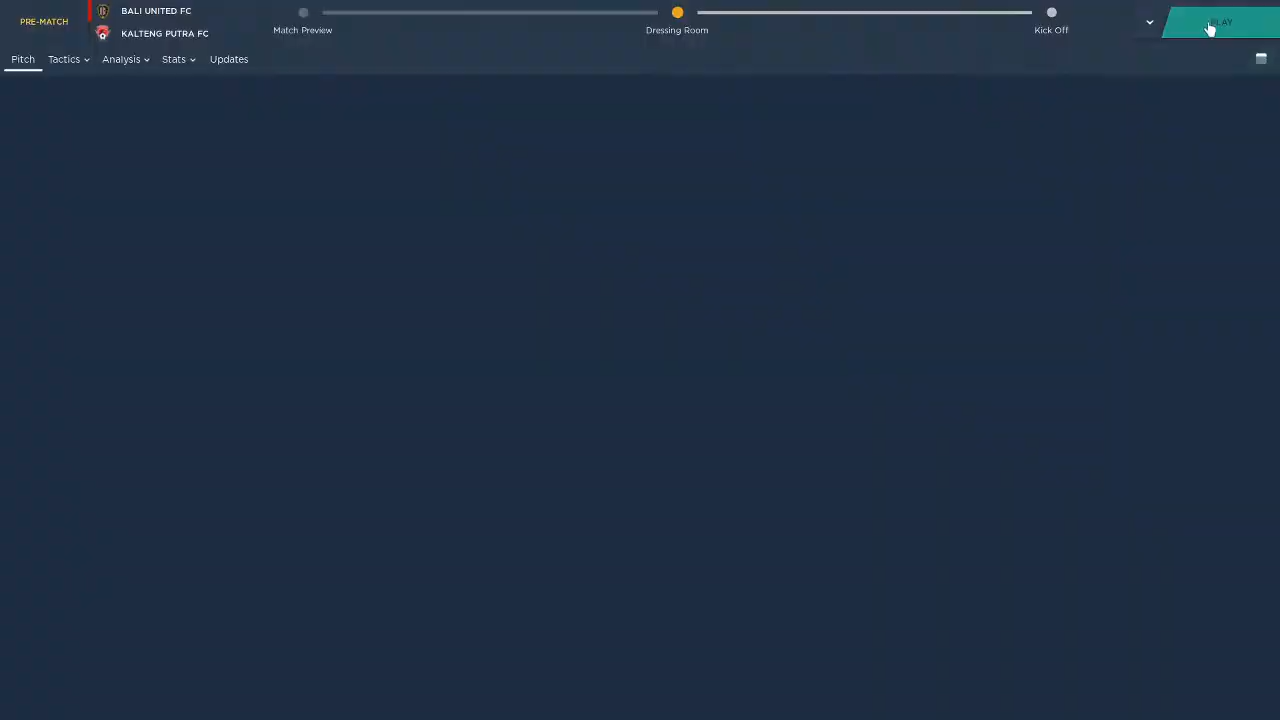 PRE-MATCH
BALI UNITED FC
KALTENG PUTRA FC
Match Preview
Dressing Room
Kick Off
PLAY
Pitch
Tactics
Analysis
Stats
Updates